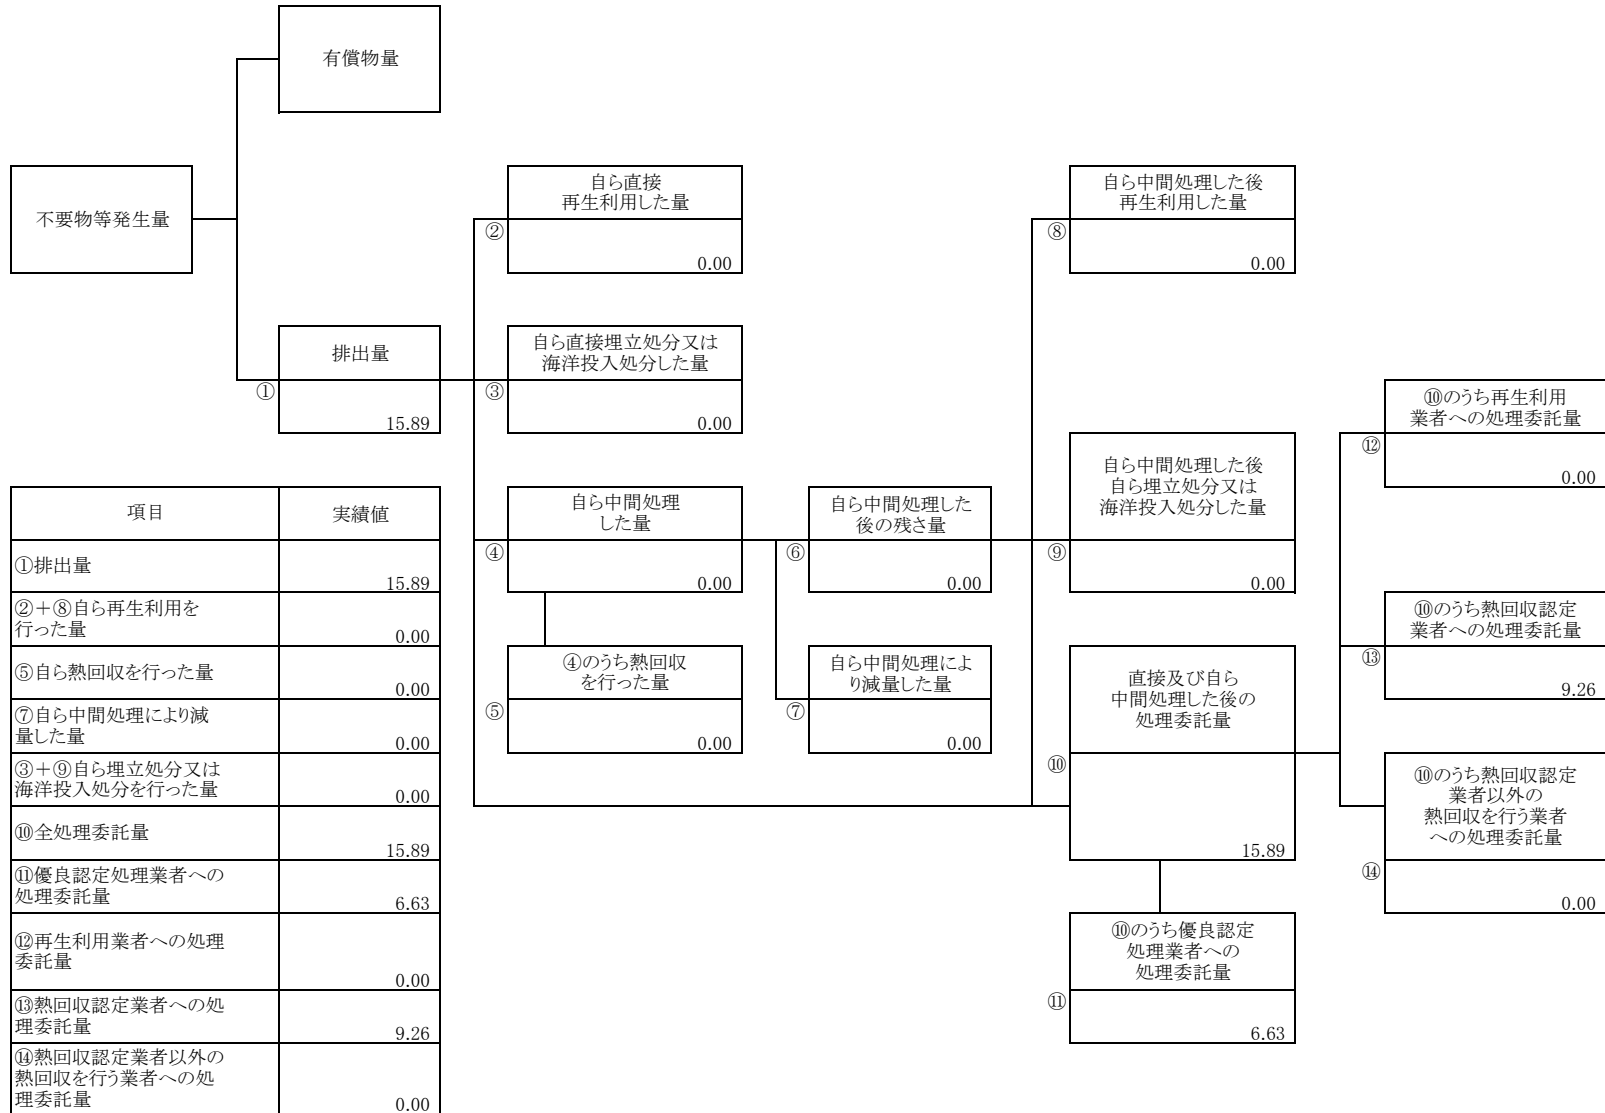 有償物量
不要物等発生量
自ら直接
再生利用した量
②
0.00
自ら中間処理した後
再生利用した量
⑧
0.00
排出量
①
15.89
自ら直接埋立処分又は
海洋投入処分した量
③
0.00
⑩のうち再生利用
業者への処理委託量
⑫
0.00
自ら中間処理した後
自ら埋立処分又は
海洋投入処分した量
⑨
0.00
自ら中間処理
した量
④
0.00
自ら中間処理した
後の残さ量
⑥
0.00
⑩のうち熱回収認定
業者への処理委託量
⑬
9.26
④のうち熱回収
を行った量
⑤
0.00
自ら中間処理によ
り減量した量
⑦
0.00
直接及び自ら
中間処理した後の
処理委託量
⑩
15.89
⑩のうち熱回収認定
業者以外の
熱回収を行う業者
への処理委託量
⑭
0.00
⑩のうち優良認定
処理業者への
処理委託量
⑪
6.63
項目 実績値
①排出量
15.89
②+⑧自ら再生利用を
行った量
0.00
⑤自ら熱回収を行った量
0.00
⑦自ら中間処理により減
量した量
0.00
③+⑨自ら埋立処分又は
海洋投入処分を行った量
0.00
⑩全処理委託量
15.89
⑪優良認定処理業者への
処理委託量
6.63
⑫再生利用業者への処理
委託量
0.00
⑬熱回収認定業者への処
理委託量
9.26
⑭熱回収認定業者以外の
熱回収を行う業者への処
理委託量
0.00